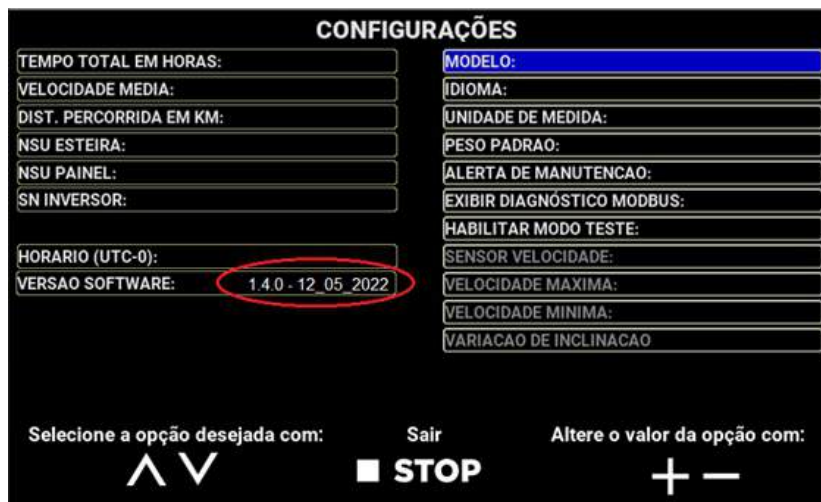 CONFIGURAÇÕES
TEMPO TOTAL EM HORAS:
VELOCIDADE MEDIA:
DIST. PERCORRIDA EM KM:
NSU ESTEIRA:
NSU PAINEL:
SN INVERSOR:
HORARIO (UTC-0):
VERSAO SOFTWARE: 1.4.0 - 12_05_2022
MODELO:
IDIOMA:
UNIDADE DE MEDIDA:
PESO PADRAO:
ALERTA DE MANUTENCAO:
EXIBIR DIAGNÓSTICO MODBUS:
HABILITAR MODO TESTE:
SENSOR VELOCIDADE:
VELOCIDADE MAXIMA:
VELOCIDADE MINIMA:
VARIACAO DE INCLINACAO
Selecione a opção desejada com:
Sair
STOP
Altere o valor da opção com:
+ −